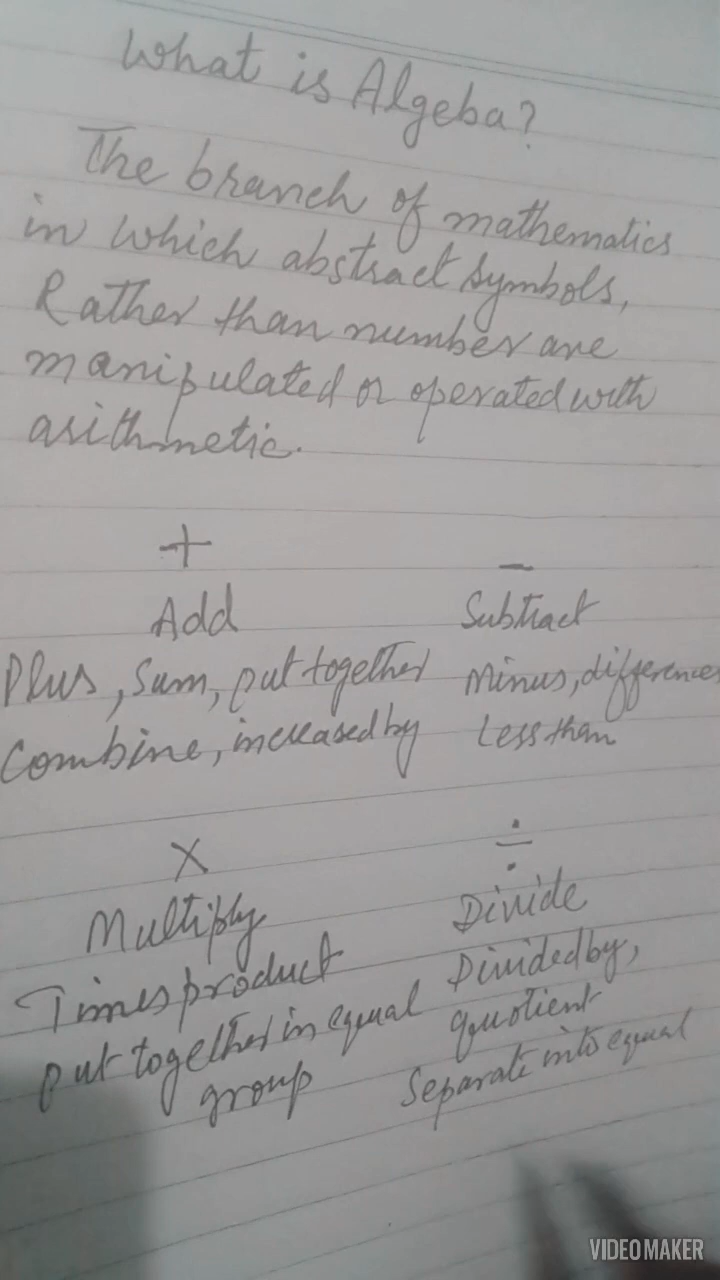 What is Algeba?
The branch of mathematics
in which abstract symbols,
Rather than number are
manipulated or operated with
arithmetic.
+ −
Add Subtract
Plus, Sum, put together Minus, differences
Combine, increased by Less than
× ÷
Multiply Divide
Times product Divided by,
put together in equal quotient
group Separate into equal
VIDEO MAKER